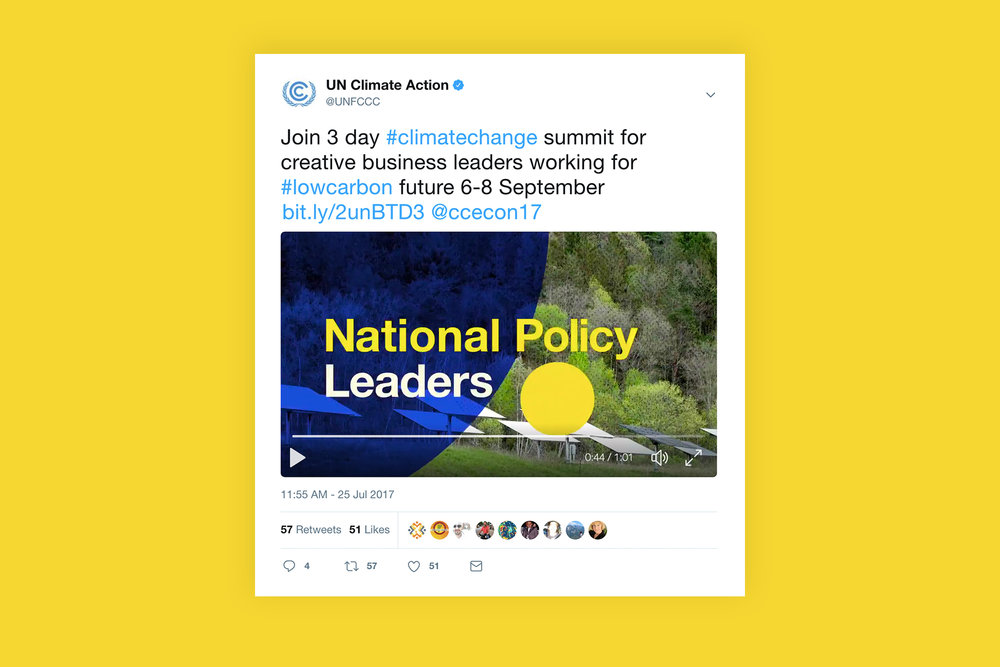 UN Climate Action
@UNFCCC
Join 3 day #climatechange summit for
creative business leaders working for
#lowcarbon future 6-8 September
bit.ly/2unBTD3 @ccecon17
National Policy
Leaders
0:44 / 1:01
11:55 AM - 25 Jul 2017
57 Retweets 51 Likes
4 57 51